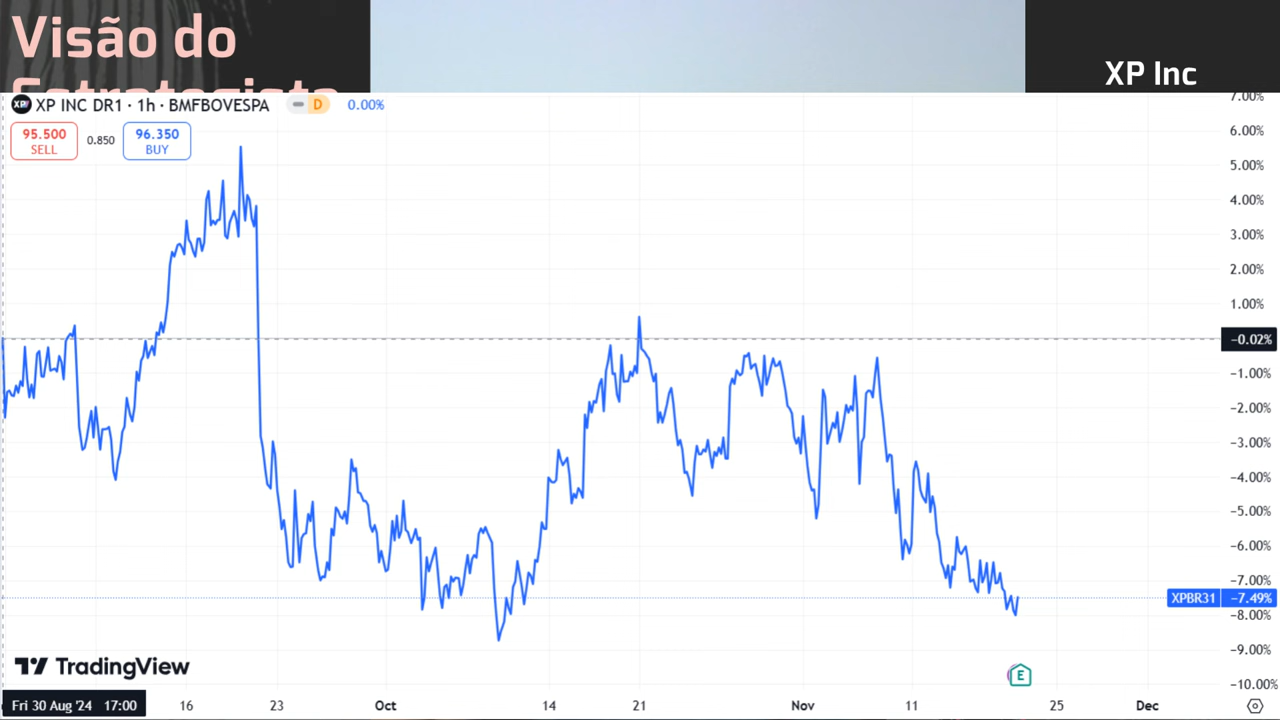 Visão do
Estrategista
XP Inc
XP XP INC DR1 · 1h · BMFBOVESPA D 0.00%
95.500 SELL 0.850 96.350 BUY
7.00%
6.00%
5.00%
4.00%
3.00%
2.00%
1.00%
−0.02%
−1.00%
−2.00%
−3.00%
−4.00%
−5.00%
−6.00%
−7.00%
XPBR31 −7.49%
−8.00%
−9.00%
−10.00%
TradingView
E
Fri 30 Aug '24 17:00 16 23 Oct 14 21 Nov 11 25 Dec